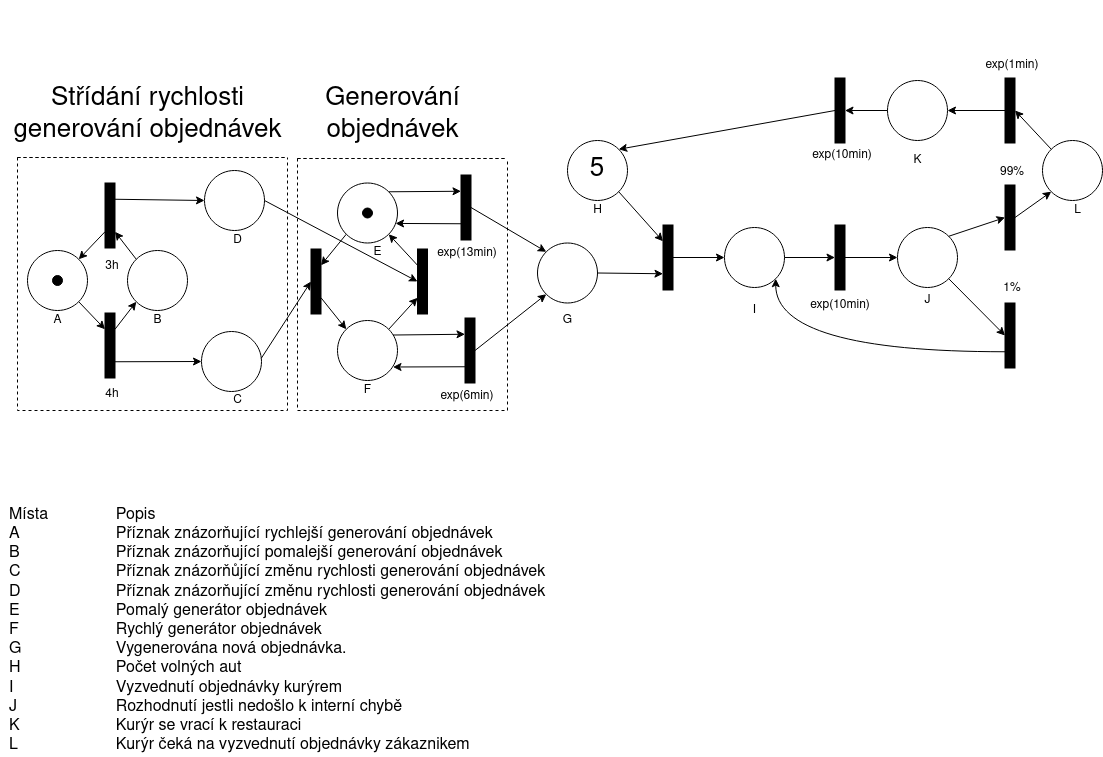 Střídání rychlosti
generování objednávek
Generování
objednávek
exp(1min)
exp(10min)
K
99%
L
5
H
D
3h
E
exp(13min)
A
B
G
I
exp(10min)
J
1%
4h
C
F
exp(6min)
Místa Popis
A Příznak znázorňující rychlejší generování objednávek
B Příznak znázorňující pomalejší generování objednávek
C Příznak znázorňůjící změnu rychlosti generování objednávek
D Příznak znázorňující změnu rychlosti generování objednávek
E Pomalý generátor objednávek
F Rychlý generátor objednávek
G Vygenerována nová objednávka.
H Počet volných aut
I Vyzvednutí objednávky kurýrem
J Rozhodnutí jestli nedošlo k interní chybě
K Kurýr se vrací k restauraci
L Kurýr čeká na vyzvednutí objednávky zákaznikem